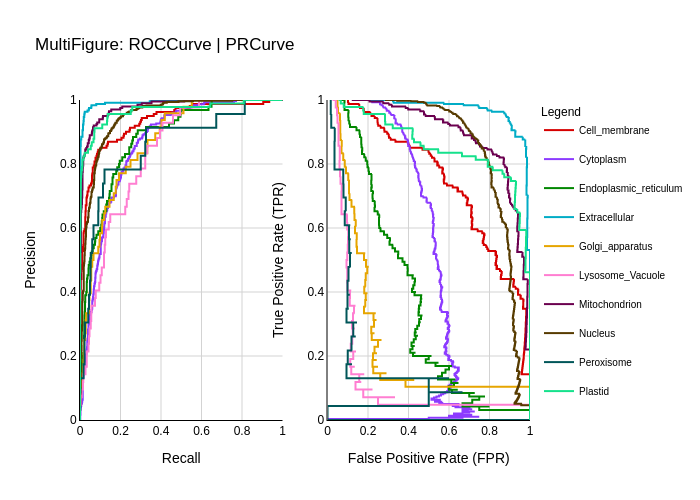 MultiFigure: ROCCurve | PRCurve
Precision
1
0.8
0.6
0.4
0.2
0
0 0.2 0.4 0.6 0.8 1
Recall
True Positive Rate (TPR)
1
0.8
0.6
0.4
0.2
0
0 0.2 0.4 0.6 0.8 1
False Positive Rate (FPR)
Legend
Cell_membrane
Cytoplasm
Endoplasmic_reticulum
Extracellular
Golgi_apparatus
Lysosome_Vacuole
Mitochondrion
Nucleus
Peroxisome
Plastid